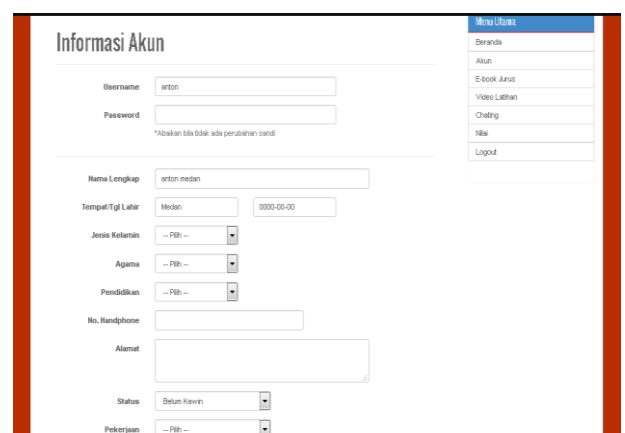 Informasi Akun
Username anton
Password
*Abaikan bila tidak ada perubahan sandi
Nama Lengkap anton medan
Tempat/Tgl Lahir Medan 0000-00-00
Jenis Kelamin -- Pilih --
Agama -- Pilih --
Pendidikan -- Pilih --
No. Handphone
Alamat
Status Belum Kawin
Pekerjaan -- Pilih --
Menu Utama
Beranda
Akun
E-book Jurus
Video Latihan
Chating
Nilai
Logout